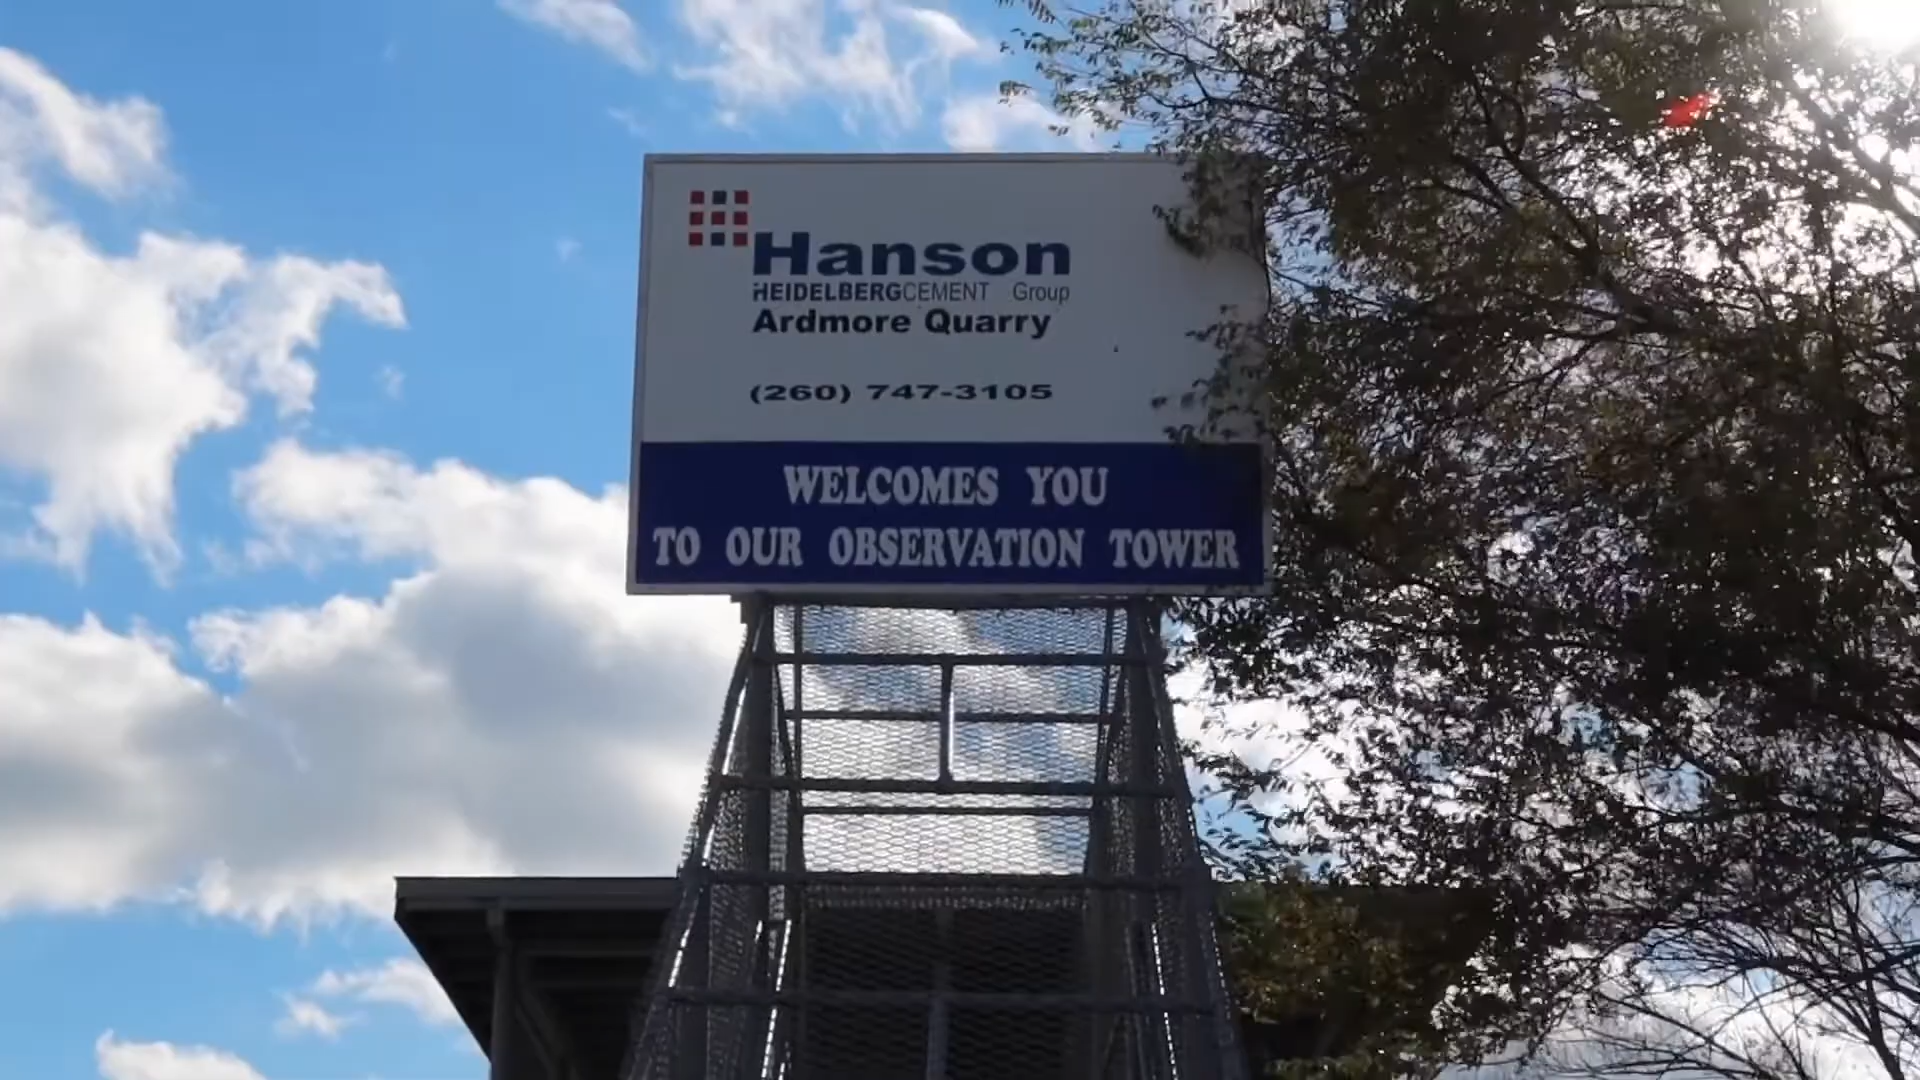 Hanson
HEIDELBERGCEMENT Group
Ardmore Quarry
(260) 747-3105
WELCOMES YOU
TO OUR OBSERVATION TOWER